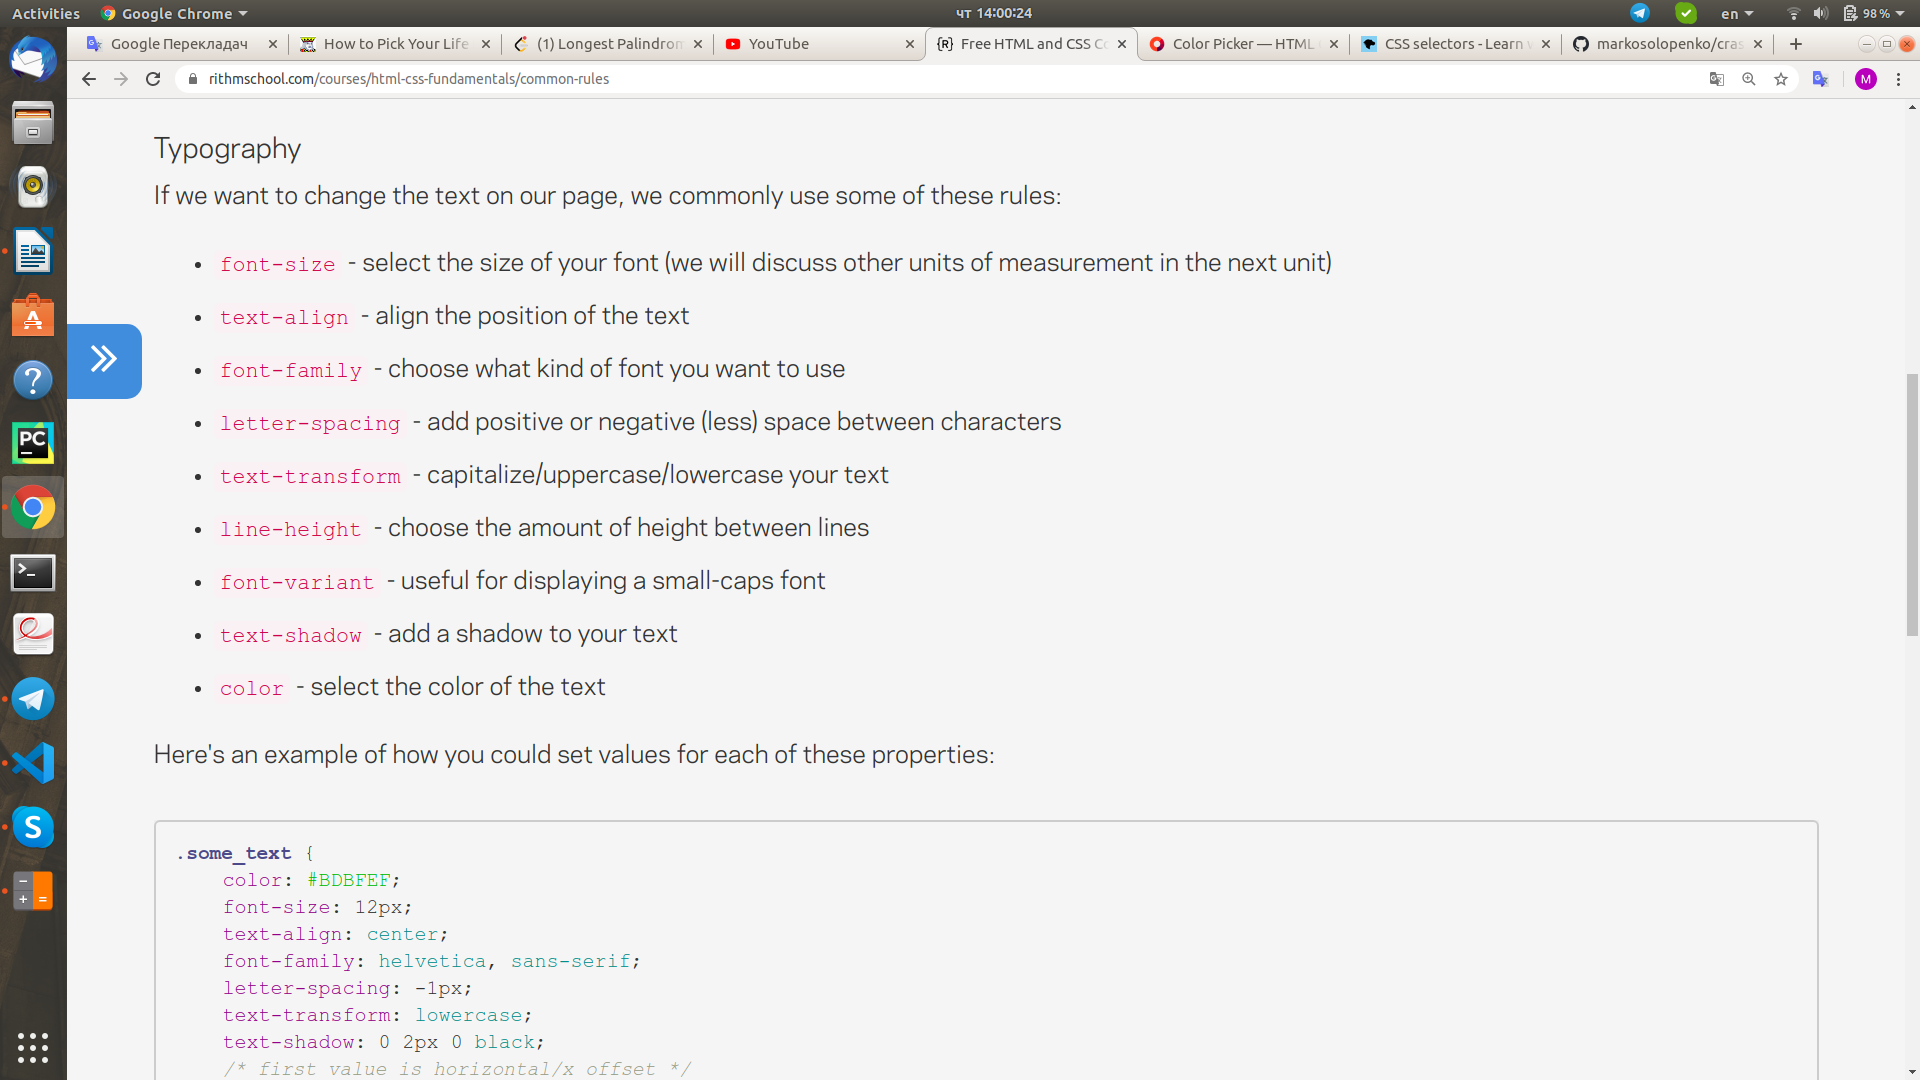 Activities Google Chrome чт 14:00:24 en 98%
Google Перекладач How to Pick Your Life (1) Longest Palindrom YouTube Free HTML and CSS Co Color Picker — HTML CSS selectors - Learn markosolopenko/cras
rithmschool.com/courses/html-css-fundamentals/common-rules M
Typography
If we want to change the text on our page, we commonly use some of these rules:
• font-size - select the size of your font (we will discuss other units of measurement in the next unit)
• text-align - align the position of the text
• font-family - choose what kind of font you want to use
• letter-spacing - add positive or negative (less) space between characters
• text-transform - capitalize/uppercase/lowercase your text
• line-height - choose the amount of height between lines
• font-variant - useful for displaying a small-caps font
• text-shadow - add a shadow to your text
• color - select the color of the text
Here's an example of how you could set values for each of these properties:
.some_text {
color: #BDBFEF;
font-size: 12px;
text-align: center;
font-family: helvetica, sans-serif;
letter-spacing: -1px;
text-transform: lowercase;
text-shadow: 0 2px 0 black;
/* first value is horizontal/x offset */